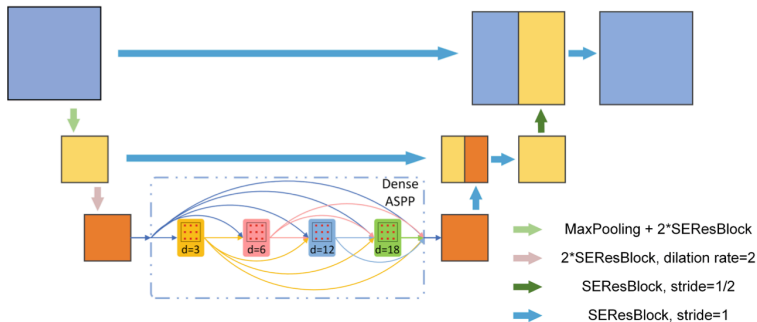 Dense
ASPP
d=3
d=6
d=12
d=18
MaxPooling + 2*SEResBlock
2*SEResBlock, dilation rate=2
SEResBlock, stride=1/2
SEResBlock, stride=1